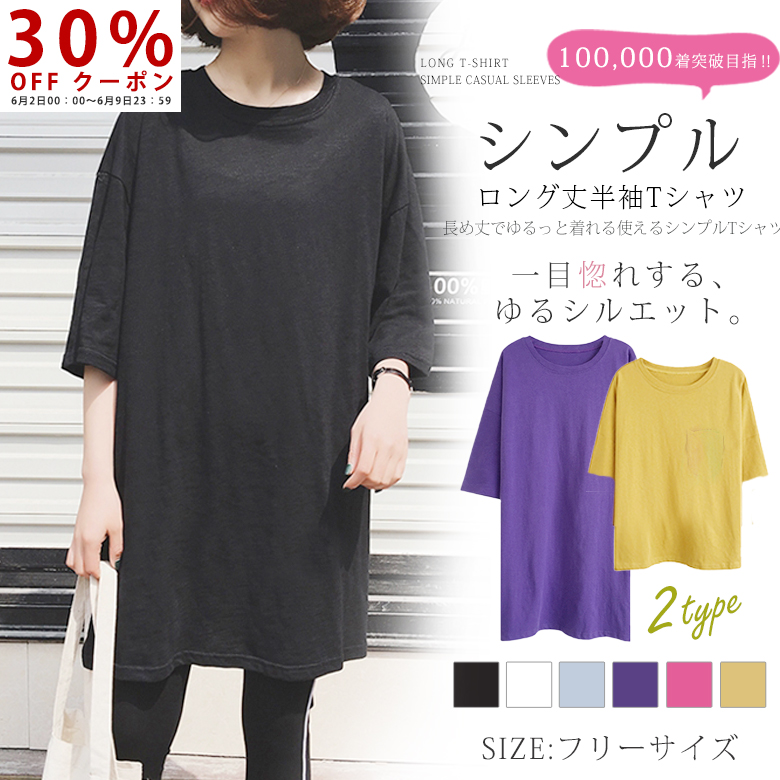 30%
OFF クーポン
6月2日00：00～6月9日23：59
LONG T-SHIRT
SIMPLE CASUAL SLEEVES
100,000着突破目指!!
シンプル
ロング丈半袖Tシャツ
長め丈でゆるっと着れる使えるシンプルTシャツ
一目惚れする、
ゆるシルエット。
00%
% NATUR
2type
SIZE:フリーサイズ